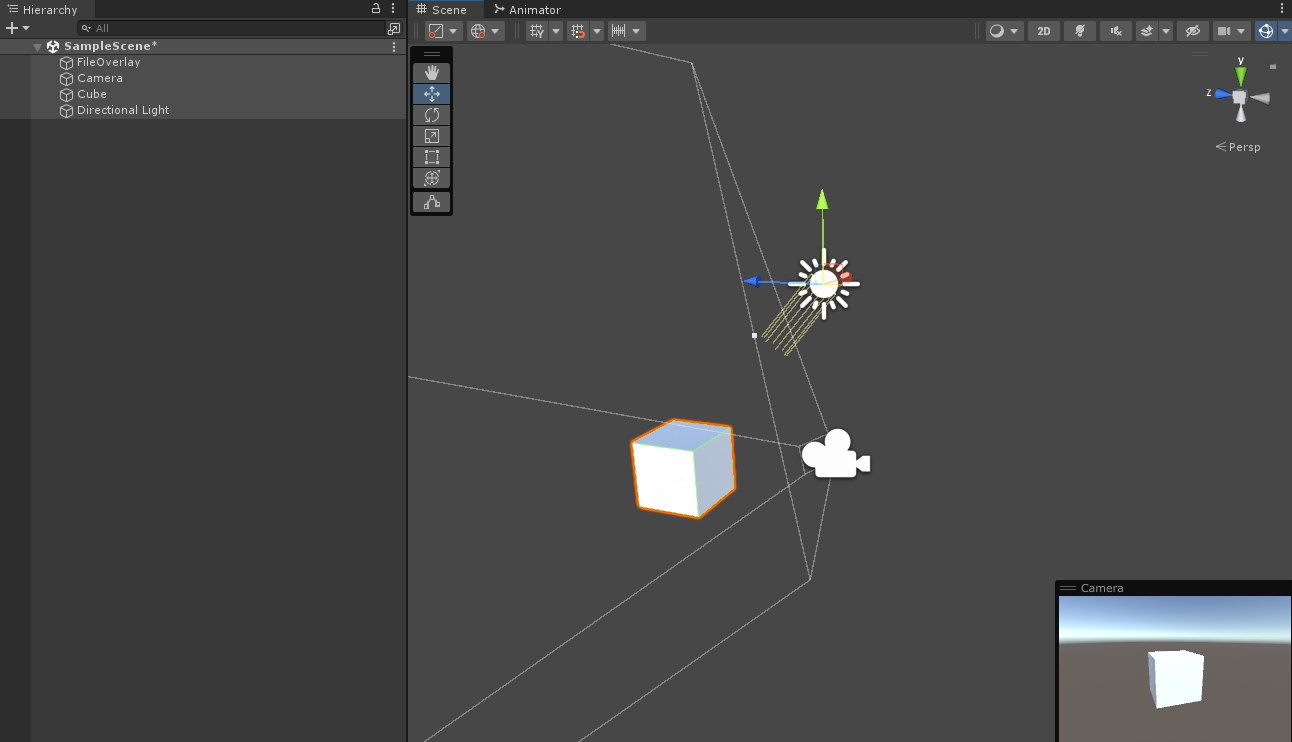 Hierarchy
All
SampleScene*
FileOverlay
Camera
Cube
Directional Light
Scene
Animator
2D
y
z
Persp
Camera